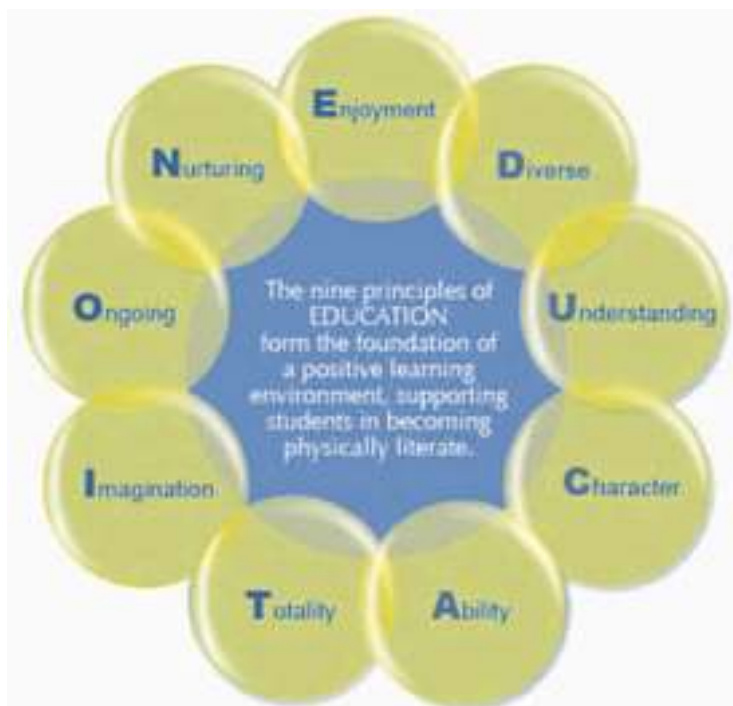 Enjoyment
Diverse
Understanding
Character
Ability
Totality
Imagination
Ongoing
Nurturing
The nine principles of
EDUCATION
form the foundation of
a positive learning
environment, supporting
students in becoming
physically literate.